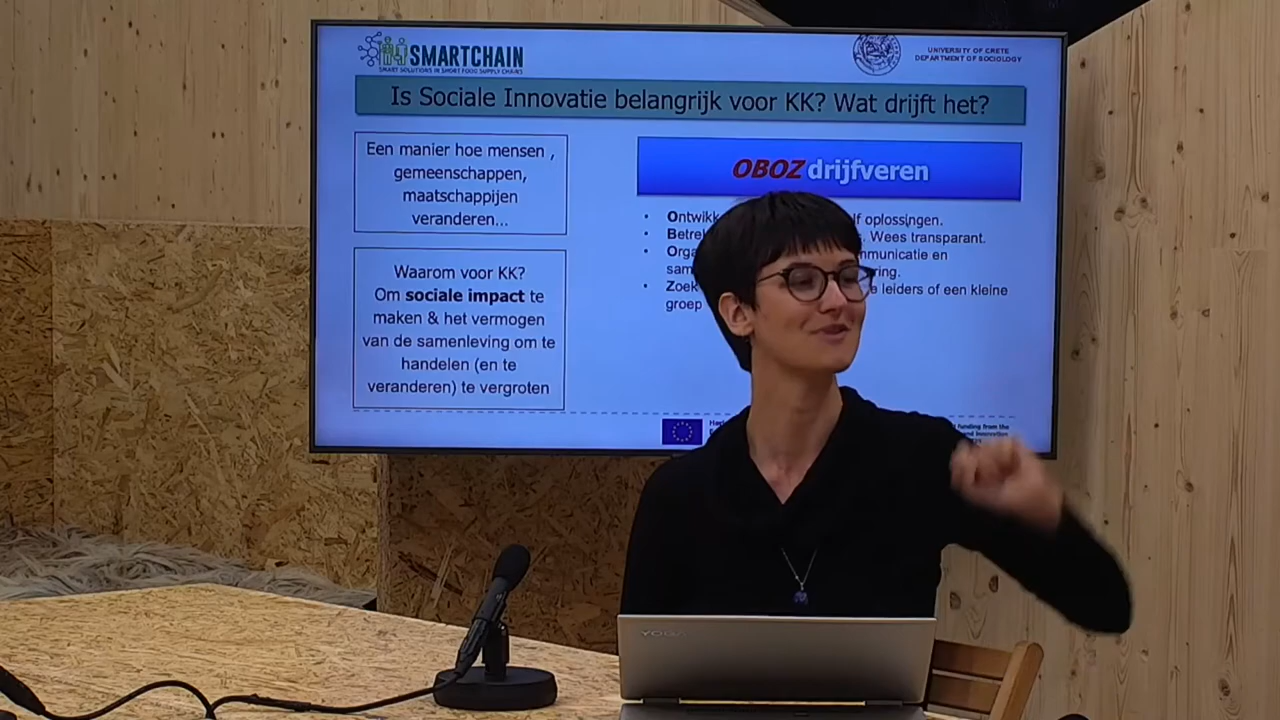 SMARTCHAIN
SMART SOLUTIONS IN SHORT FOOD SUPPLY CHAINS
UNIVERSITY OF CRETE
DEPARTMENT OF SOCIOLOGY
Is Sociale Innovatie belangrijk voor KK? Wat drijft het?
Een manier hoe mensen ,
gemeenschappen,
maatschappijen
veranderen...
Waarom voor KK?
Om sociale impact te
maken & het vermogen
van de samenleving om te
handelen (en te
veranderen) te vergroten
OBOZ drijfveren
• Ontwikk lf oplossingen.
• Betrek Wees transparant.
• Orga mmunicatie en
sam ring.
• Zoek leiders of een kleine
groep
funding from the
YOGA